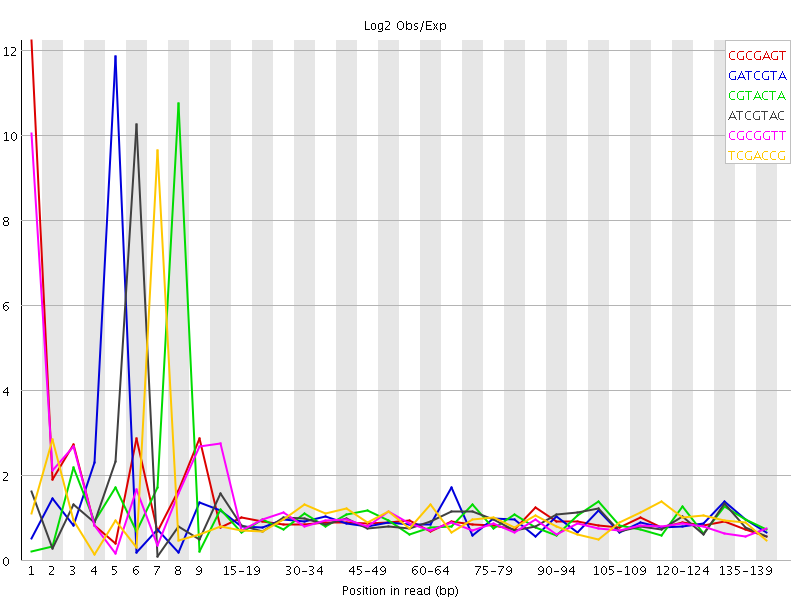 Log2 Obs/Exp
12
10
8
6
4
2
0
CGCGAGT
GATCGTA
CGTACTA
ATCGTAC
CGCGGTT
TCGACCG
1 2 3 4 5 6 7 8 9 15-19 30-34 45-49 60-64 75-79 90-94 105-109 120-124 135-139
Position in read (bp)